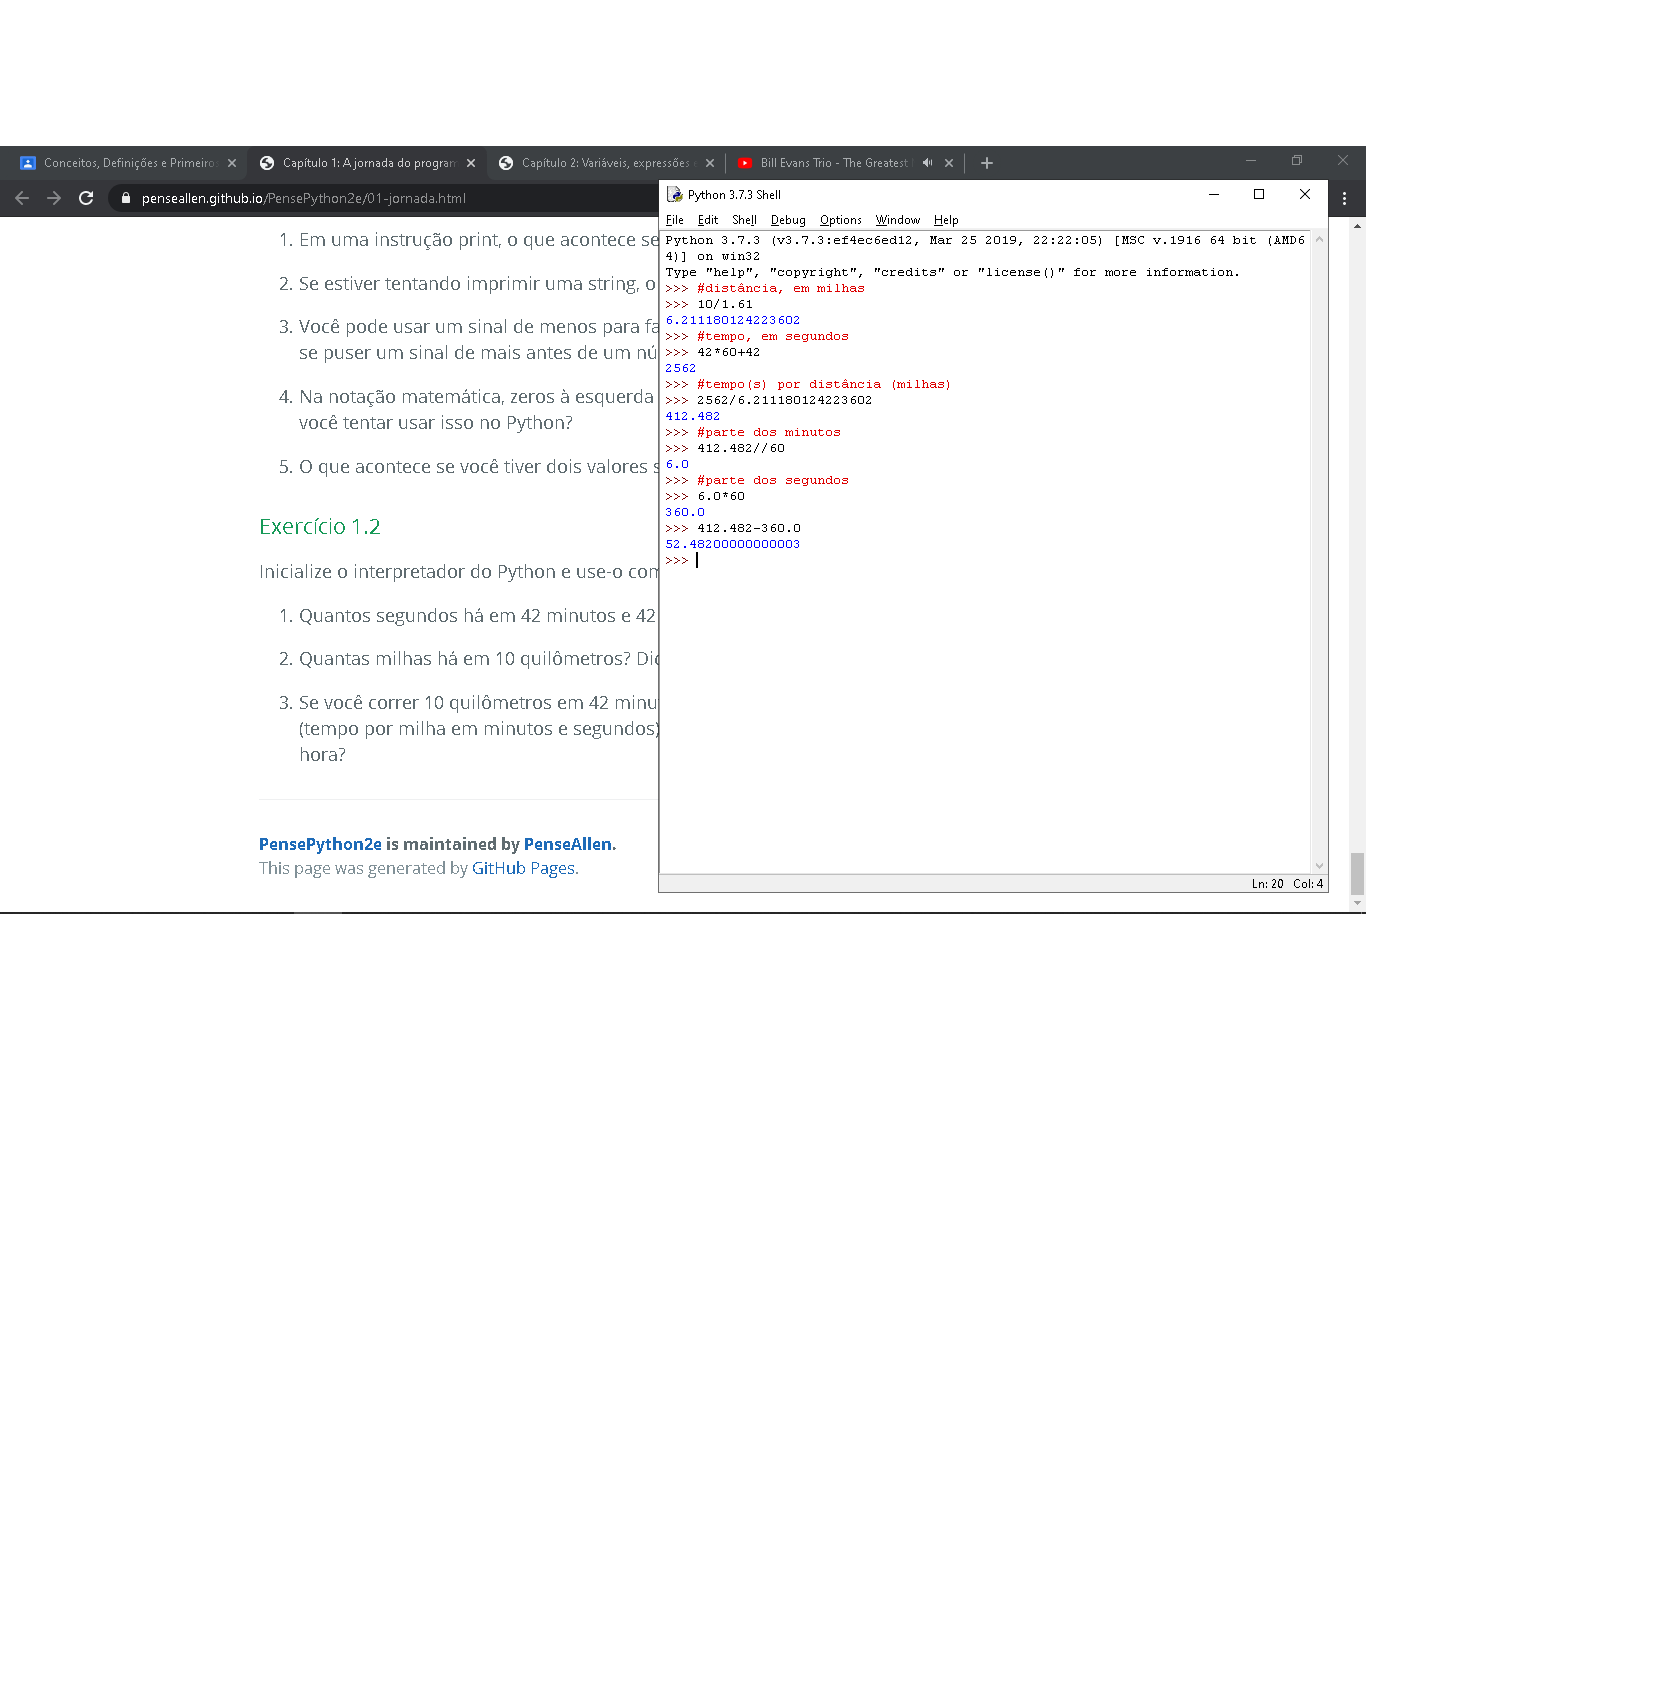 Conceitos, Definições e Primeiros
Capítulo 1: A jornada do program
Capítulo 2: Variáveis, expressões e
Bill Evans Trio - The Greatest
penseallen.github.io/PensePython2e/01-jornada.html
1. Em uma instrução print, o que acontece se
2. Se estiver tentando imprimir uma string, o
3. Você pode usar um sinal de menos para fa
se puser um sinal de mais antes de um nú
4. Na notação matemática, zeros à esquerda
você tentar usar isso no Python?
5. O que acontece se você tiver dois valores s
Exercício 1.2
Inicialize o interpretador do Python e use-o com
1. Quantos segundos há em 42 minutos e 42
2. Quantas milhas há em 10 quilômetros? Dic
3. Se você correr 10 quilômetros em 42 minu
(tempo por milha em minutos e segundos)
hora?
PensePython2e is maintained by PenseAllen.
This page was generated by GitHub Pages.
Python 3.7.3 Shell
File Edit Shell Debug Options Window Help
Python 3.7.3 (v3.7.3:ef4ec6ed12, Mar 25 2019, 22:22:05) [MSC v.1916 64 bit (AMD6
4)] on win32
Type "help", "copyright", "credits" or "license()" for more information.
>>> #distância, em milhas
>>> 10/1.61
6.211180124223602
>>> #tempo, em segundos
>>> 42*60+42
2562
>>> #tempo(s) por distância (milhas)
>>> 2562/6.211180124223602
412.482
>>> #parte dos minutos
>>> 412.482//60
6.0
>>> #parte dos segundos
>>> 6.0*60
360.0
>>> 412.482-360.0
52.48200000000003
>>>
Ln: 20 Col: 4